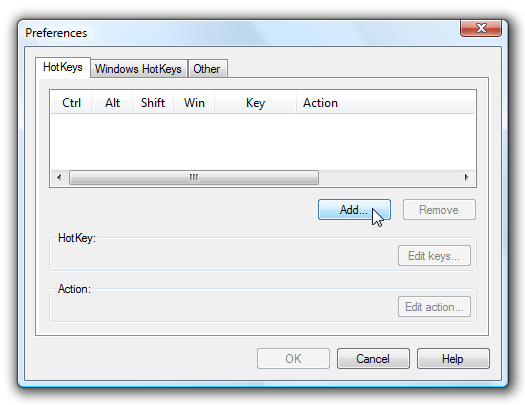 Preferences
HotKeys Windows HotKeys Other
Ctrl Alt Shift Win Key Action
Add... Remove
HotKey:
Edit keys...
Action:
Edit action...
OK Cancel Help